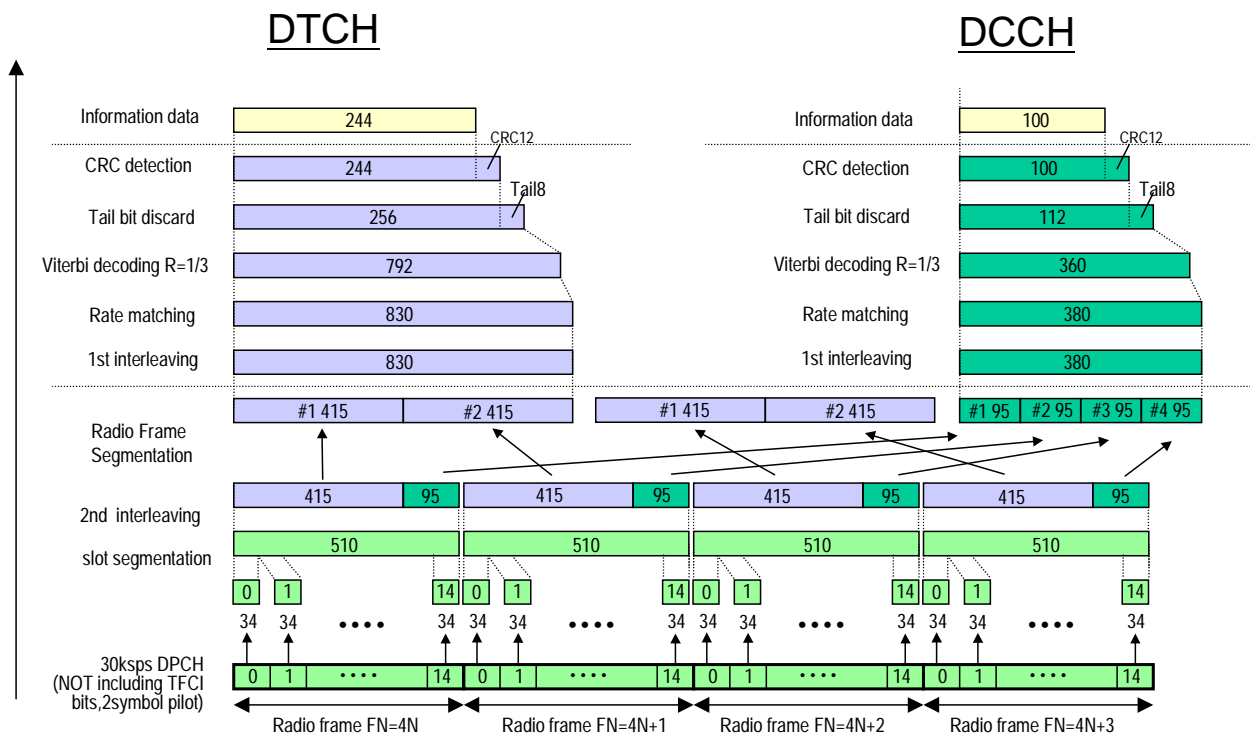 DTCH
DCCH
Information data
244
Information data
100
CRC12
CRC12
CRC detection
244
CRC detection
100
Tail8
Tail8
Tail bit discard
256
Tail bit discard
112
Viterbi decoding R=1/3
792
Viterbi decoding R=1/3
360
Rate matching
830
Rate matching
380
1st interleaving
830
1st interleaving
380
#1 415
#2 415
#1 415
#2 415
#1 95
#2 95
#3 95
#4 95
Radio Frame
Segmentation
415
95
415
95
415
95
415
95
2nd interleaving
510
510
510
510
slot segmentation
0
1
14
0
1
14
0
1
14
0
1
14
34
34
••••
34
34
34
••••
34
34
34
••••
34
34
34
••••
34
30ksps DPCH
(NOT including TFCI
bits,2symbol pilot)
0
1
••••
14
0
1
••••
14
0
1
••••
14
0
1
••••
14
Radio frame FN=4N
Radio frame FN=4N+1
Radio frame FN=4N+2
Radio frame FN=4N+3